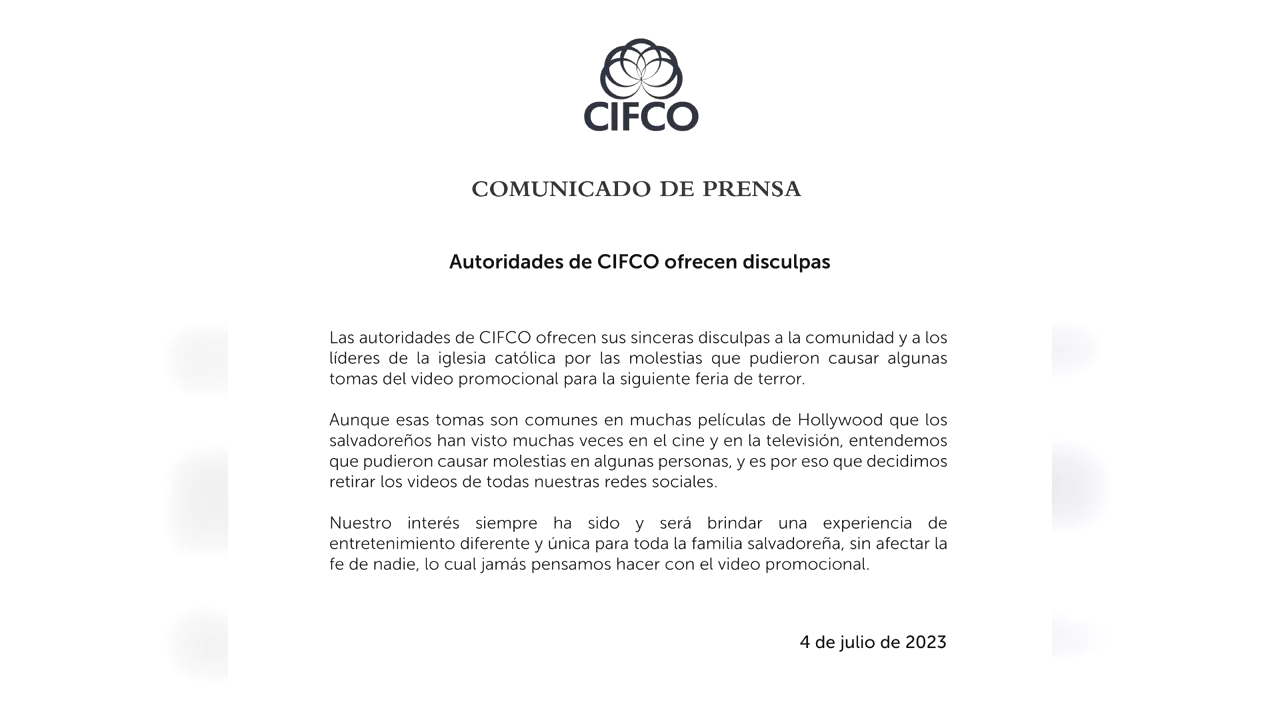 CIFCO
COMUNICADO DE PRENSA
Autoridades de CIFCO ofrecen disculpas
Las autoridades de CIFCO ofrecen sus sinceras disculpas a la comunidad y a los
líderes de la iglesia católica por las molestias que pudieron causar algunas
tomas del video promocional para la siguiente feria de terror.
Aunque esas tomas son comunes en muchas películas de Hollywood que los
salvadoreños han visto muchas veces en el cine y en la televisión, entendemos
que pudieron causar molestias en algunas personas, y es por eso que decidimos
retirar los videos de todas nuestras redes sociales.
Nuestro interés siempre ha sido y será brindar una experiencia de
entretenimiento diferente y única para toda la familia salvadoreña, sin afectar la
fe de nadie, lo cual jamás pensamos hacer con el video promocional.
4 de julio de 2023